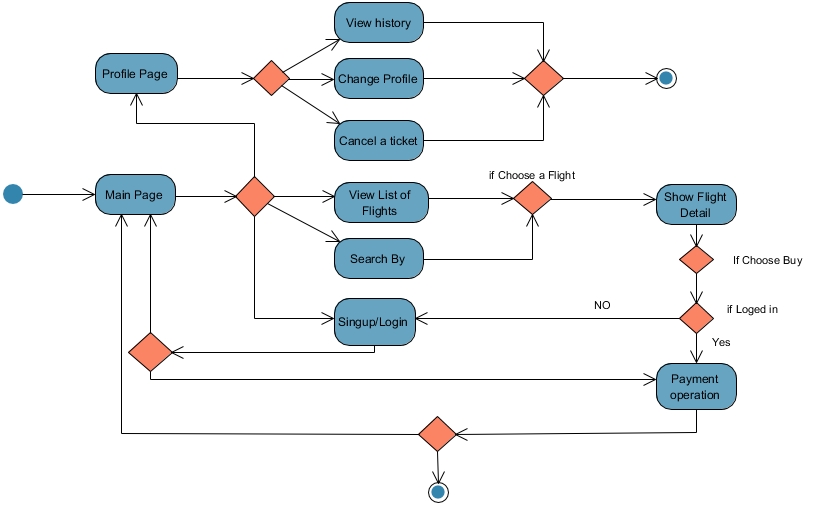 View history
Profile Page
Change Profile
Cancel a ticket
if Choose a Flight
Main Page
View List of
Flights
Show Flight
Detail
Search By
If Choose Buy
NO
if Loged in
Singup/Login
Yes
Payment
operation